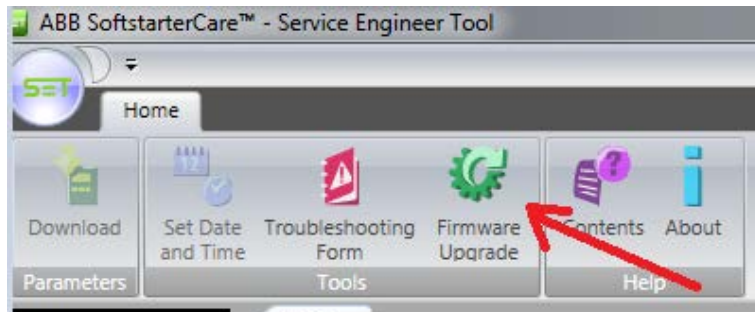 ABB SoftstarterCare™ - Service Engineer Tool
SET
Home
Download
Set Date
and Time
Troubleshooting
Form
Firmware
Upgrade
Contents
About
Parameters
Tools
Help